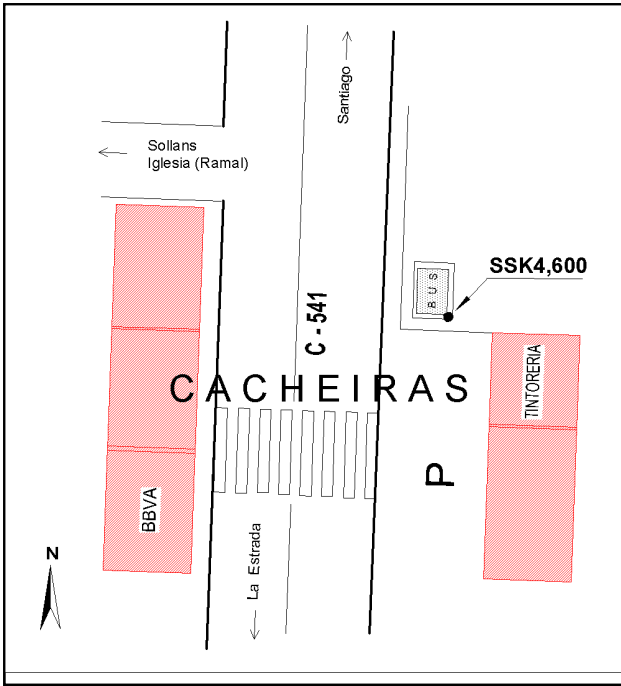 Santiago
Sollans
Iglesia (Ramal)
SSK4,600
BUS
C - 541
TINTORERIA
CACHEIRAS
P
BBVA
N
La Estrada